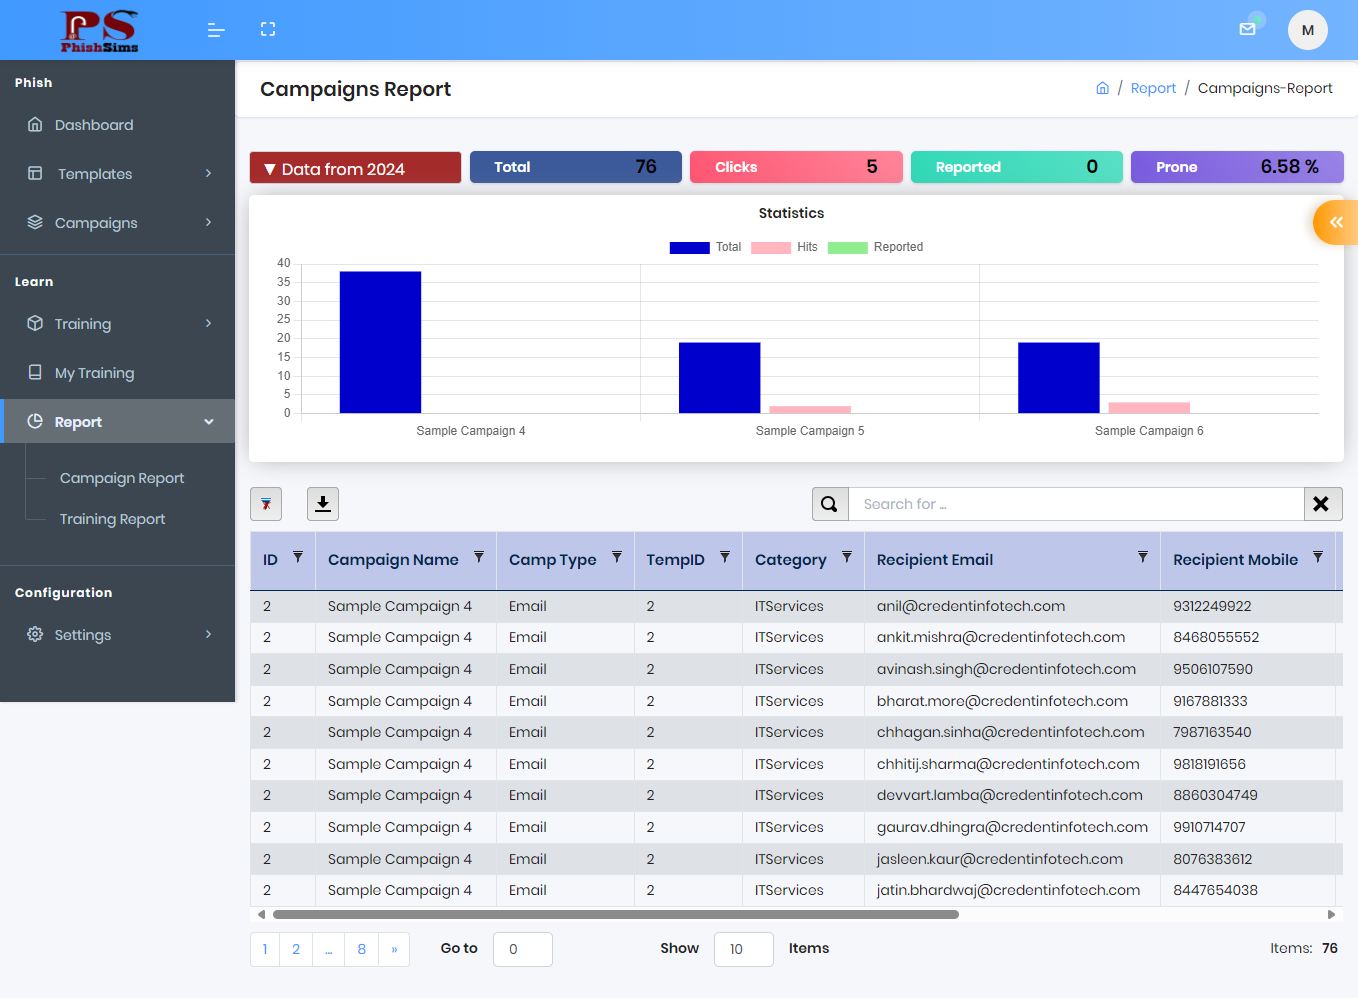 PS
PhishSims
M
Phish
Dashboard
Templates
Campaigns
Learn
Training
My Training
Report
Campaign Report
Training Report
Configuration
Settings
Campaigns Report
/ Report / Campaigns-Report
▼ Data from 2024
Total 76
Clicks 5
Reported 0
Prone 6.58 %
Statistics
Total Hits Reported
40
35
30
25
20
15
10
5
0
Sample Campaign 4 Sample Campaign 5 Sample Campaign 6
Search for ...
ID Campaign Name Camp Type TempID Category Recipient Email Recipient Mobile
2 Sample Campaign 4 Email 2 ITServices anil@credentinfotech.com 9312249922
2 Sample Campaign 4 Email 2 ITServices ankit.mishra@credentinfotech.com 8468055552
2 Sample Campaign 4 Email 2 ITServices avinash.singh@credentinfotech.com 9506107590
2 Sample Campaign 4 Email 2 ITServices bharat.more@credentinfotech.com 9167881333
2 Sample Campaign 4 Email 2 ITServices chhagan.sinha@credentinfotech.com 7987163540
2 Sample Campaign 4 Email 2 ITServices chhitij.sharma@credentinfotech.com 9818191656
2 Sample Campaign 4 Email 2 ITServices devvart.lamba@credentinfotech.com 8860304749
2 Sample Campaign 4 Email 2 ITServices gaurav.dhingra@credentinfotech.com 9910714707
2 Sample Campaign 4 Email 2 ITServices jasleen.kaur@credentinfotech.com 8076383612
2 Sample Campaign 4 Email 2 ITServices jatin.bhardwaj@credentinfotech.com 8447654038
1 2 ... 8 » Go to 0 Show 10 Items Items: 76